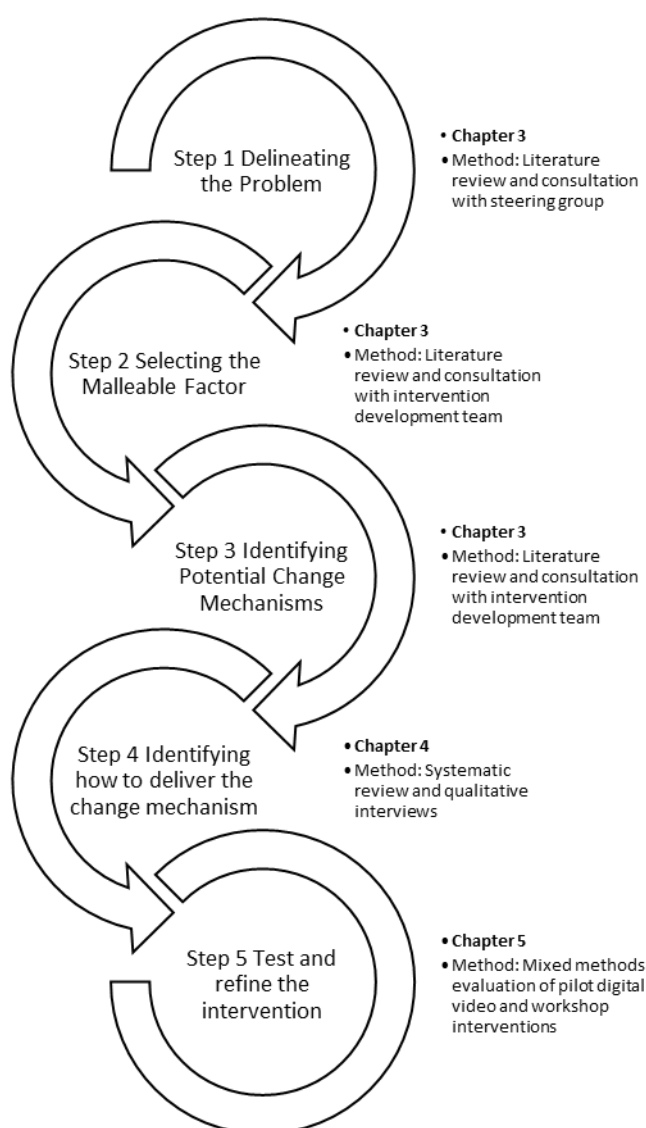 Step 1 Delineating
the Problem
• Chapter 3
• Method: Literature
review and consultation
with steering group
Step 2 Selecting the
Malleable Factor
• Chapter 3
• Method: Literature
review and consultation
with intervention
development team
Step 3 Identifying
Potential Change
Mechanisms
• Chapter 3
• Method: Literature
review and consultation
with intervention
development team
Step 4 Identifying
how to deliver the
change mechanism
• Chapter 4
• Method: Systematic
review and qualitative
interviews
Step 5 Test and
refine the
intervention
• Chapter 5
• Method: Mixed methods
evaluation of pilot digital
video and workshop
interventions